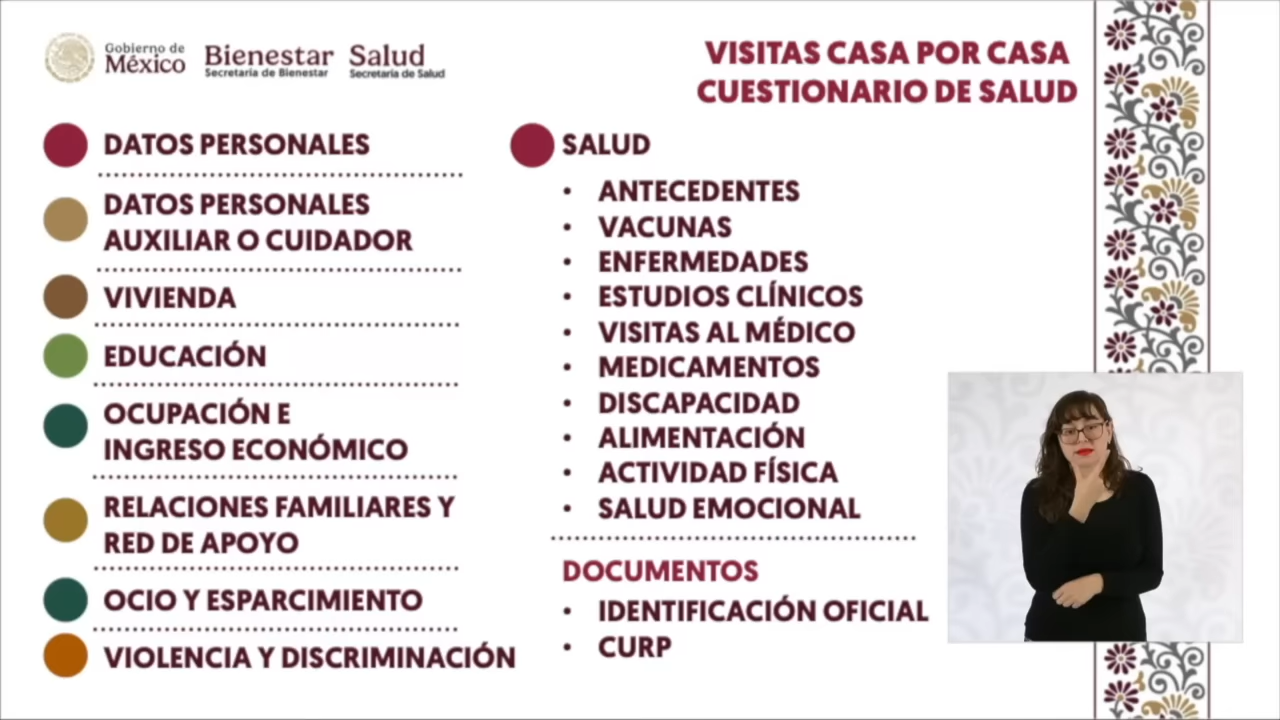 Gobierno de
México
Bienestar
Secretaría de Bienestar
Salud
Secretaría de Salud
VISITAS CASA POR CASA
CUESTIONARIO DE SALUD
DATOS PERSONALES
DATOS PERSONALES
AUXILIAR O CUIDADOR
VIVIENDA
EDUCACIÓN
OCUPACIÓN E
INGRESO ECONÓMICO
RELACIONES FAMILIARES Y
RED DE APOYO
OCIO Y ESPARCIMIENTO
VIOLENCIA Y DISCRIMINACIÓN
SALUD
• ANTECEDENTES
• VACUNAS
• ENFERMEDADES
• ESTUDIOS CLÍNICOS
• VISITAS AL MÉDICO
• MEDICAMENTOS
• DISCAPACIDAD
• ALIMENTACIÓN
• ACTIVIDAD FÍSICA
• SALUD EMOCIONAL
DOCUMENTOS
• IDENTIFICACIÓN OFICIAL
• CURP